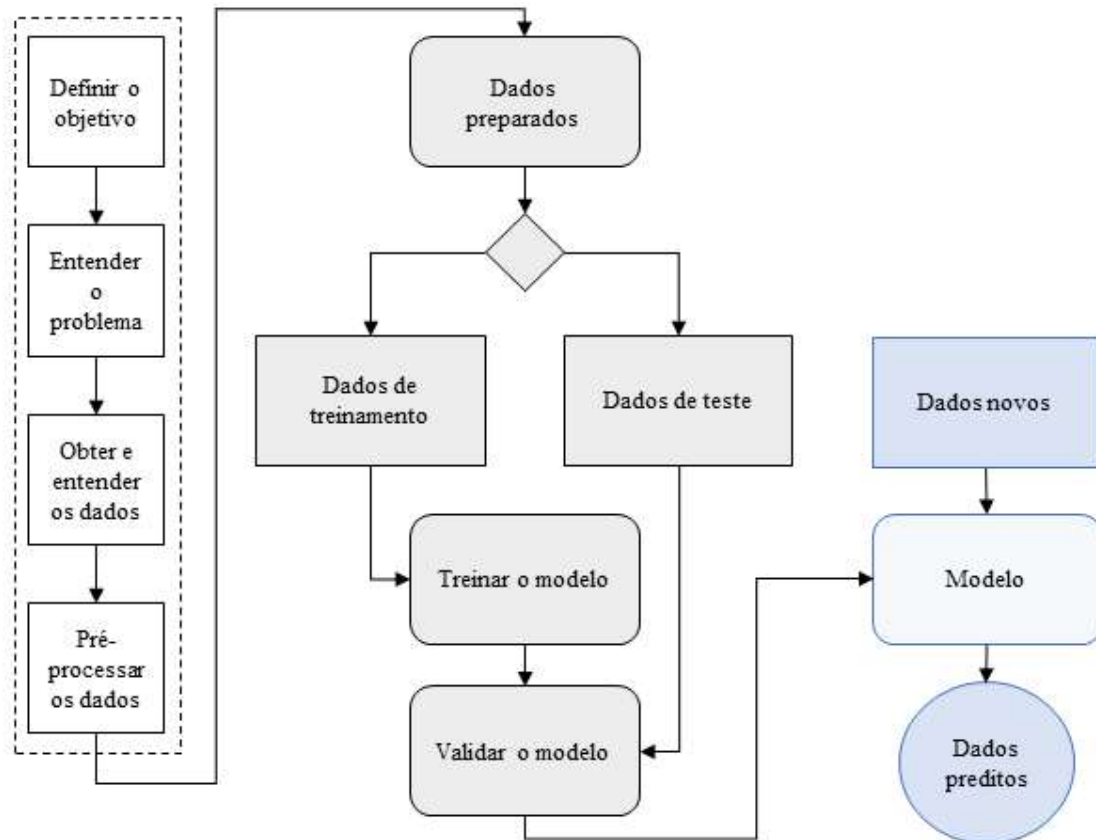 Definir o
objetivo
Entender
o
problema
Obter e
entender
os dados
Pré-
processar
os dados
Dados
preparados
Dados de
treinamento
Dados de teste
Treinar o modelo
Validar o modelo
Dados novos
Modelo
Dados
preditos